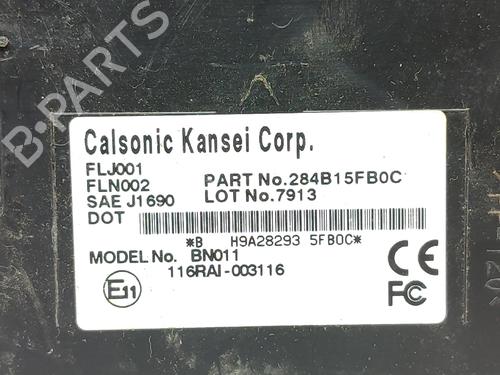 B-PARTS
Calsonic Kansei Corp.
FLJ001
FLN002 PART No.284B15FB0C
SAE J1690 LOT No.7913
DOT
*B H9A28293 5FB0C*
MODEL No. BN011
116RAI-003116
E11
CE
FC